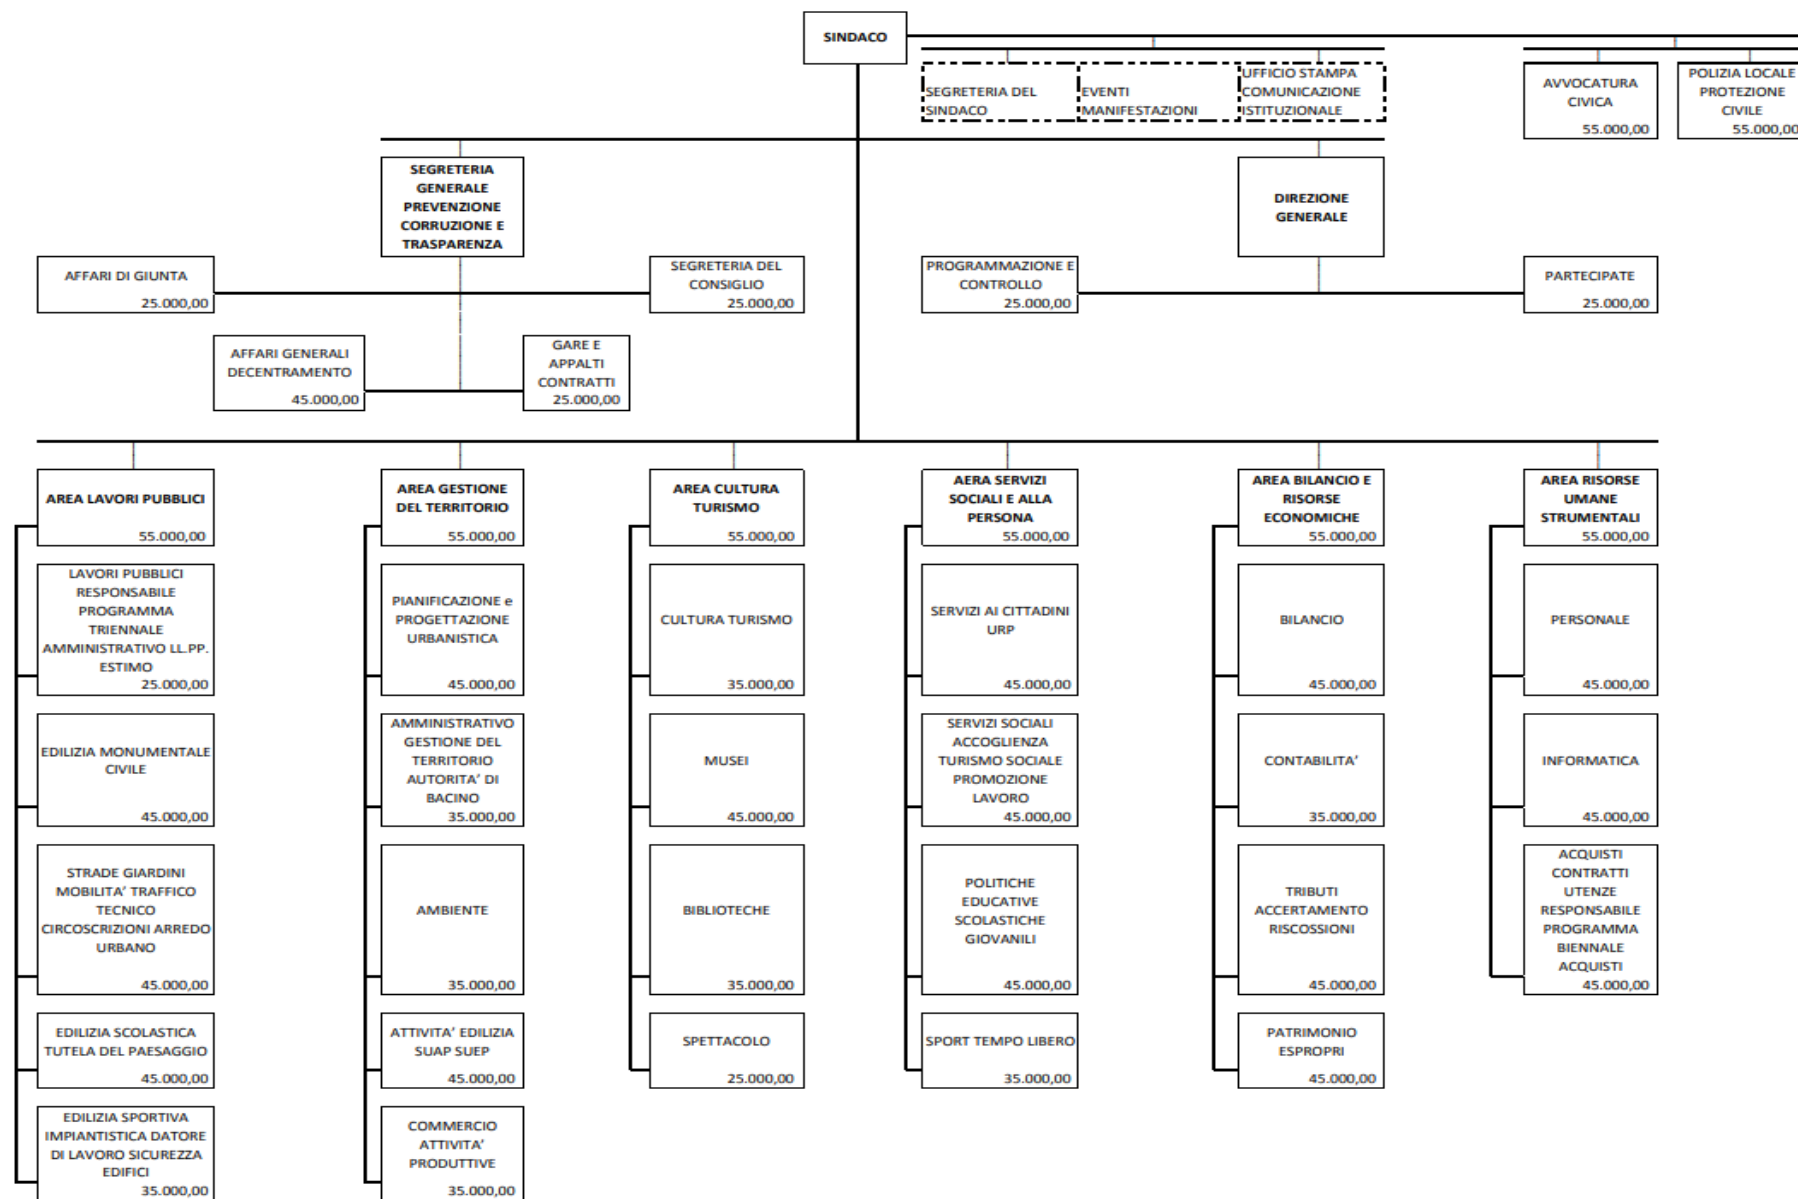 SINDACO
SEGRETERIA DEL
SINDACO
EVENTI
MANIFESTAZIONI
UFFICIO STAMPA
COMUNICAZIONE
ISTITUZIONALE
AVVOCATURA
CIVICA
55.000,00
POLIZIA LOCALE
PROTEZIONE
CIVILE
55.000,00
SEGRETERIA
GENERALE
PREVENZIONE
CORRUZIONE E
TRASPARENZA
DIREZIONE
GENERALE
AFFARI DI GIUNTA
25.000,00
SEGRETERIA DEL
CONSIGLIO
25.000,00
PROGRAMMAZIONE E
CONTROLLO
25.000,00
PARTECIPATE
25.000,00
AFFARI GENERALI
DECENTRAMENTO
45.000,00
GARE E
APPALTI
CONTRATTI
25.000,00
AREA LAVORI PUBBLICI
55.000,00
AREA GESTIONE
DEL TERRITORIO
55.000,00
AREA CULTURA
TURISMO
55.000,00
AERA SERVIZI
SOCIALI E ALLA
PERSONA
55.000,00
AREA BILANCIO E
RISORSE
ECONOMICHE
55.000,00
AREA RISORSE
UMANE
STRUMENTALI
55.000,00
LAVORI PUBBLICI
RESPONSABILE
PROGRAMMA
TRIENNALE
AMMINISTRATIVO LL.PP.
ESTIMO
25.000,00
PIANIFICAZIONE e
PROGETTAZIONE
URBANISTICA
45.000,00
CULTURA TURISMO
35.000,00
SERVIZI AI CITTADINI
URP
45.000,00
BILANCIO
45.000,00
PERSONALE
45.000,00
EDILIZIA MONUMENTALE
CIVILE
45.000,00
AMMINISTRATIVO
GESTIONE DEL
TERRITORIO
AUTORITA' DI
BACINO
35.000,00
MUSEI
45.000,00
SERVIZI SOCIALI
ACCOGLIENZA
TURISMO SOCIALE
PROMOZIONE
LAVORO
45.000,00
CONTABILITA'
35.000,00
INFORMATICA
45.000,00
STRADE GIARDINI
MOBILITA' TRAFFICO
TECNICO
CIRCOSCRIZIONI ARREDO
URBANO
45.000,00
AMBIENTE
35.000,00
BIBLIOTECHE
35.000,00
POLITICHE
EDUCATIVE
SCOLASTICHE
GIOVANILI
45.000,00
TRIBUTI
ACCERTAMENTO
RISCOSSIONI
45.000,00
ACQUISTI
CONTRATTI
UTENZE
RESPONSABILE
PROGRAMMA
BIENNALE
ACQUISTI
45.000,00
EDILIZIA SCOLASTICA
TUTELA DEL PAESAGGIO
45.000,00
ATTIVITA' EDILIZIA
SUAP SUEP
45.000,00
SPETTACOLO
25.000,00
SPORT TEMPO LIBERO
35.000,00
PATRIMONIO
ESPROPRI
45.000,00
EDILIZIA SPORTIVA
IMPIANTISTICA DATORE
DI LAVORO SICUREZZA
EDIFICI
35.000,00
COMMERCIO
ATTIVITA'
PRODUTTIVE
35.000,00